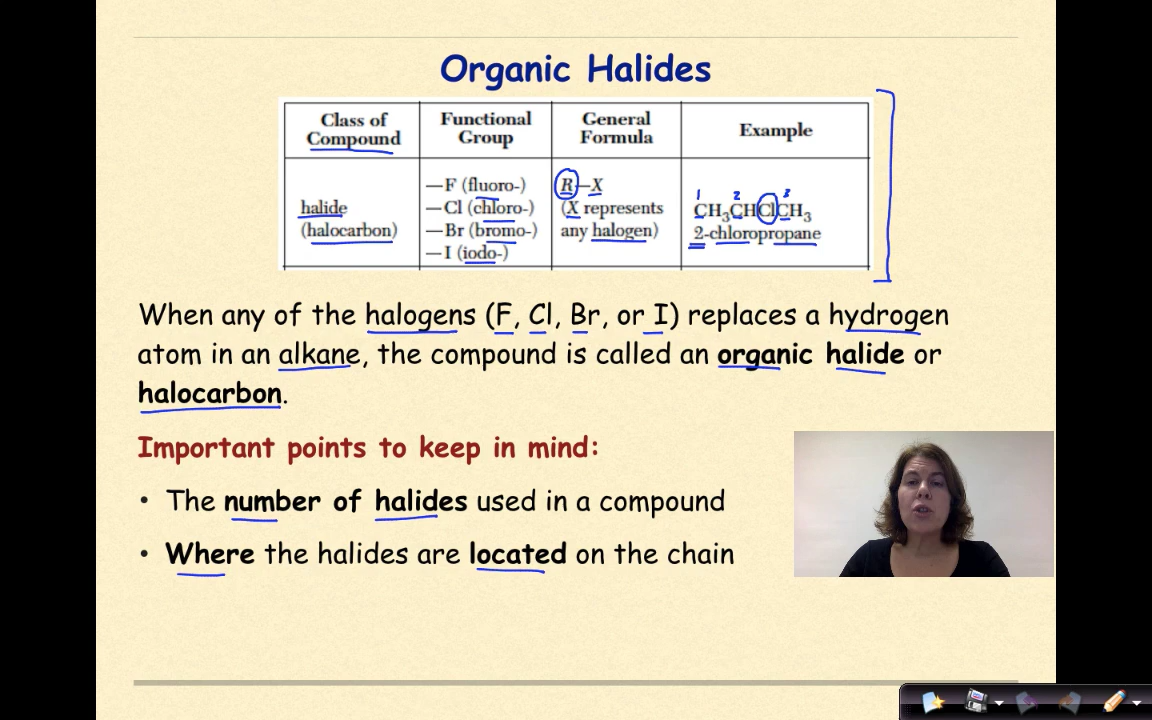 Organic Halides
Class of Compound
Functional Group
General Formula
Example
halide
(halocarbon)
—F (fluoro-)
—Cl (chloro-)
—Br (bromo-)
—I (iodo-)
R—X
(X represents
any halogen)
1 2 3
CH₃CHClCH₃
2-chloropropane
When any of the halogens (F, Cl, Br, or I) replaces a hydrogen
atom in an alkane, the compound is called an organic halide or
halocarbon.
Important points to keep in mind:
• The number of halides used in a compound
• Where the halides are located on the chain